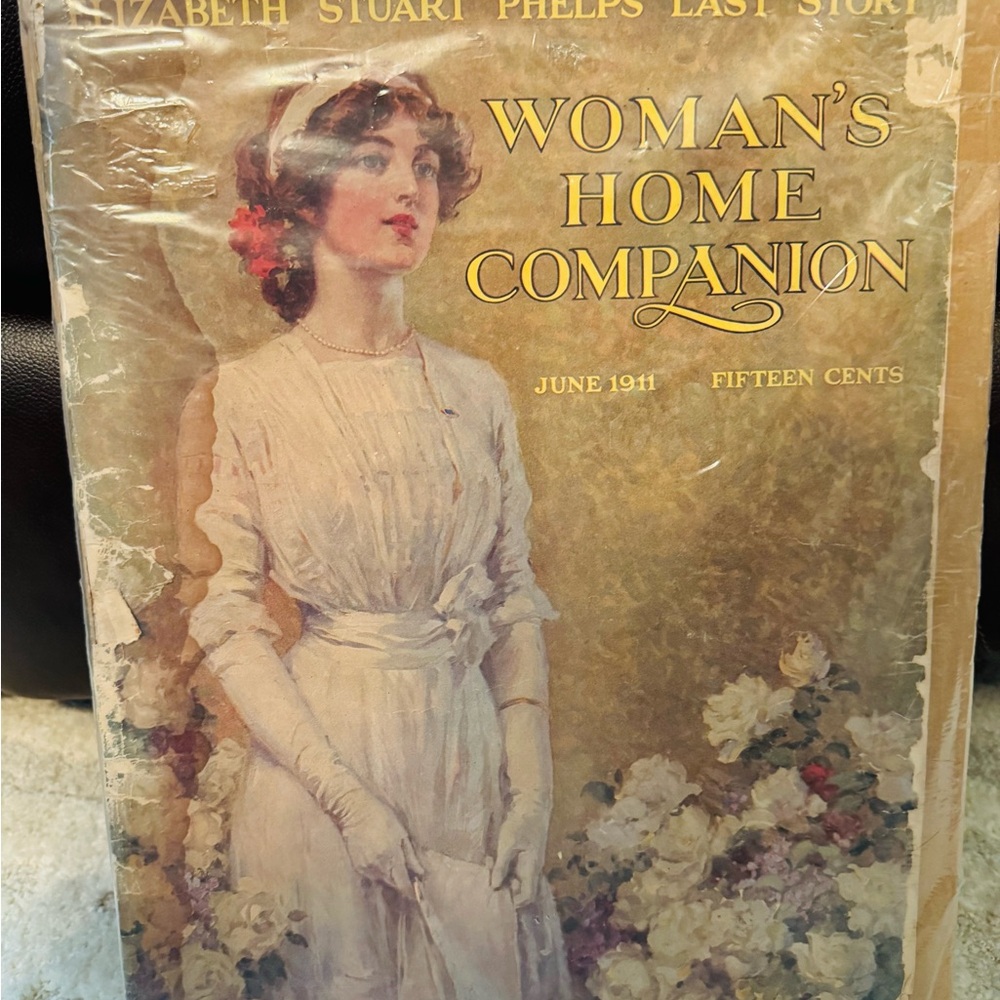 ELIZABETH STUART PHELPS LAST STORY
WOMAN'S
HOME
COMPANION
JUNE 1911 FIFTEEN CENTS